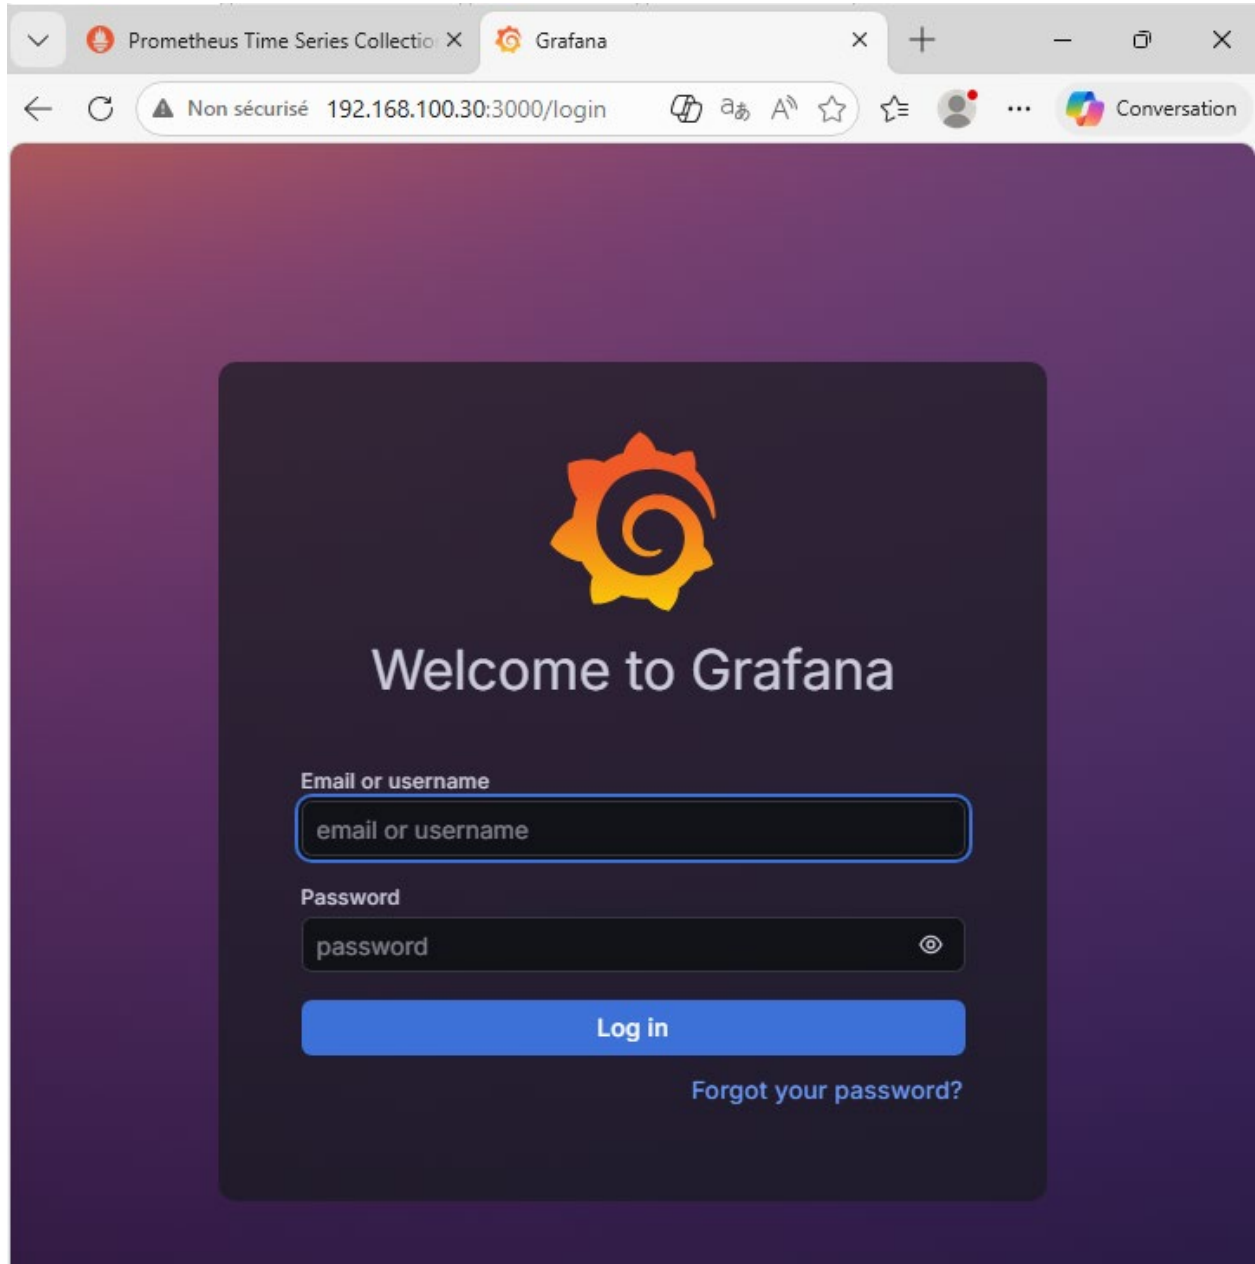 Prometheus Time Series Collectio
Grafana
Non sécurisé 192.168.100.30:3000/login
Conversation
Welcome to Grafana
Email or username
email or username
Password
password
Log in
Forgot your password?